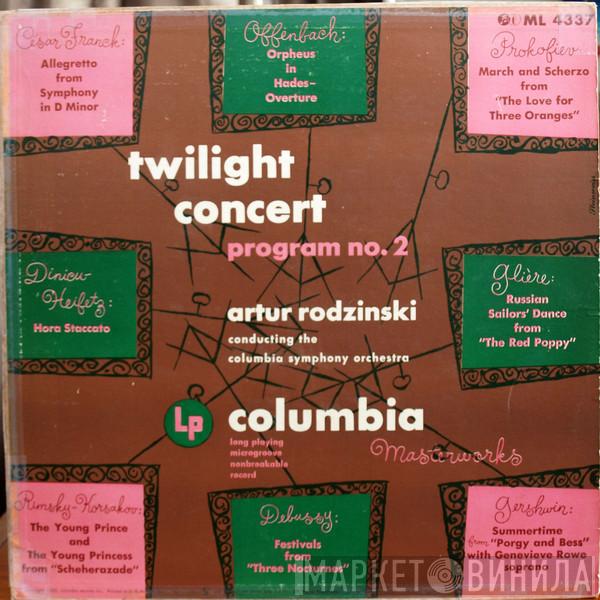 César Franck:
Allegretto
from
Symphony
in D Minor
Offenbach:
Orpheus
in
Hades-
Overture
ML 4337
Prokofiev:
March and Scherzo
from
"The Love for
Three Oranges"
twilight
concert
program no. 2
Dinicu-
Heifetz:
Hora Staccato
artur rodzinski
conducting the
columbia symphony orchestra
Glière:
Russian
Sailors' Dance
from
"The Red Poppy"
Lp
columbia
long playing
microgroove
nonbreakable
record
Masterworks
Rimsky-Korsakov:
The Young Prince
and
The Young Princess
from "Scheherazade"
Debussy:
Festivals
from
"Three Nocturnes"
Gershwin:
Summertime
from "Porgy and Bess"
with Genevieve Rowe
soprano
МАРКЕТ ВИНИЛА